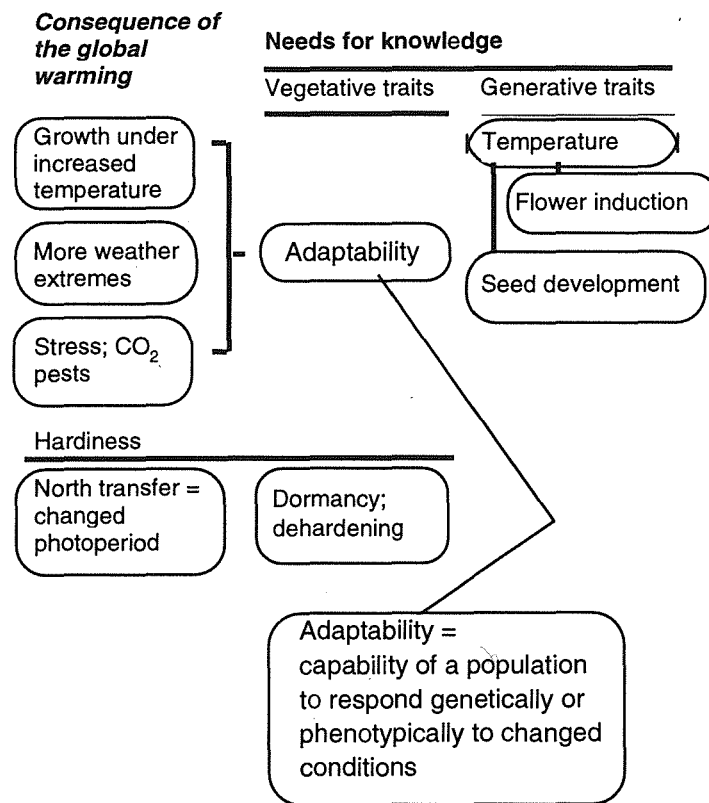 Consequence of
the global
warming
Needs for knowledge
Vegetative traits
Generative traits
Growth under
increased
temperature
More weather
extremes
Stress; CO₂
pests
Adaptability
Temperature
Flower induction
Seed development
Hardiness
North transfer =
changed
photoperiod
Dormancy;
dehardening
Adaptability =
capability of a population
to respond genetically or
phenotypically to changed
conditions